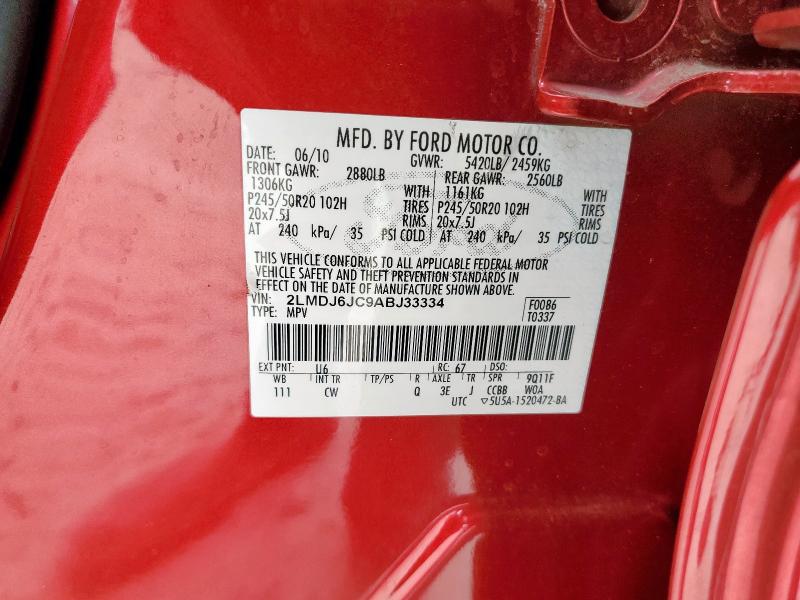 MFD. BY FORD MOTOR CO.
DATE: 06/10 GVWR: 5420LB/ 2459KG
FRONT GAWR: 2880LB REAR GAWR: 2560LB
1306KG WITH 1161KG WITH
P245/50R20 102H TIRES P245/50R20 102H TIRES
20x7.5J RIMS 20x7.5J RIMS
AT 240 kPa/ 35 PSI COLD AT 240 kPa/ 35 PSI COLD
THIS VEHICLE CONFORMS TO ALL APPLICABLE FEDERAL MOTOR
VEHICLE SAFETY AND THEFT PREVENTION STANDARDS IN
EFFECT ON THE DATE OF MANUFACTURE SHOWN ABOVE.
VIN: 2LMDJ6JC9ABJ33334 F0086
TYPE: MPV T0337
EXT PNT: U6 RC: 67 DSO:
WB INT TR TP/PS R AXLE TR SPR 9Q11F
111 CW Q 3E J CCBB WOA
UTC ▽5U5A-1520472-BA